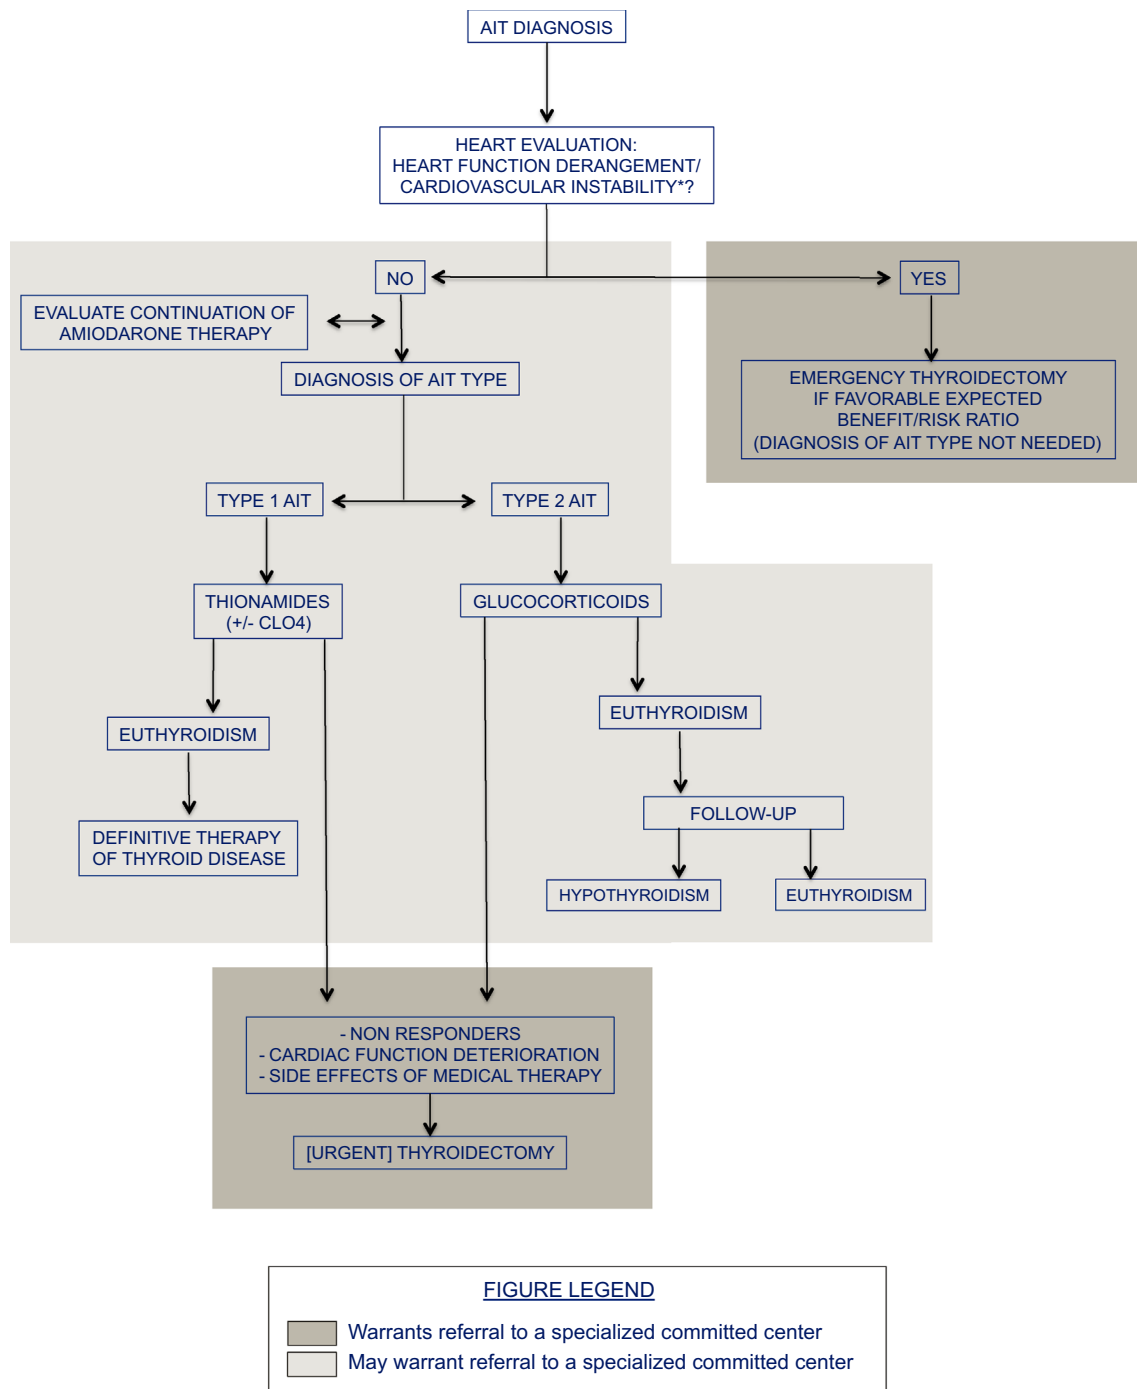 AIT DIAGNOSIS
HEART EVALUATION:
HEART FUNCTION DERANGEMENT/
CARDIOVASCULAR INSTABILITY*?
NO
YES
EVALUATE CONTINUATION OF
AMIODARONE THERAPY
DIAGNOSIS OF AIT TYPE
EMERGENCY THYROIDECTOMY
IF FAVORABLE EXPECTED
BENEFIT/RISK RATIO
(DIAGNOSIS OF AIT TYPE NOT NEEDED)
TYPE 1 AIT
TYPE 2 AIT
THIONAMIDES
(+/- CLO4)
GLUCOCORTICOIDS
EUTHYROIDISM
EUTHYROIDISM
DEFINITIVE THERAPY
OF THYROID DISEASE
FOLLOW-UP
HYPOTHYROIDISM
EUTHYROIDISM
- NON RESPONDERS
- CARDIAC FUNCTION DETERIORATION
- SIDE EFFECTS OF MEDICAL THERAPY
[URGENT] THYROIDECTOMY
FIGURE LEGEND
Warrants referral to a specialized committed center
May warrant referral to a specialized committed center